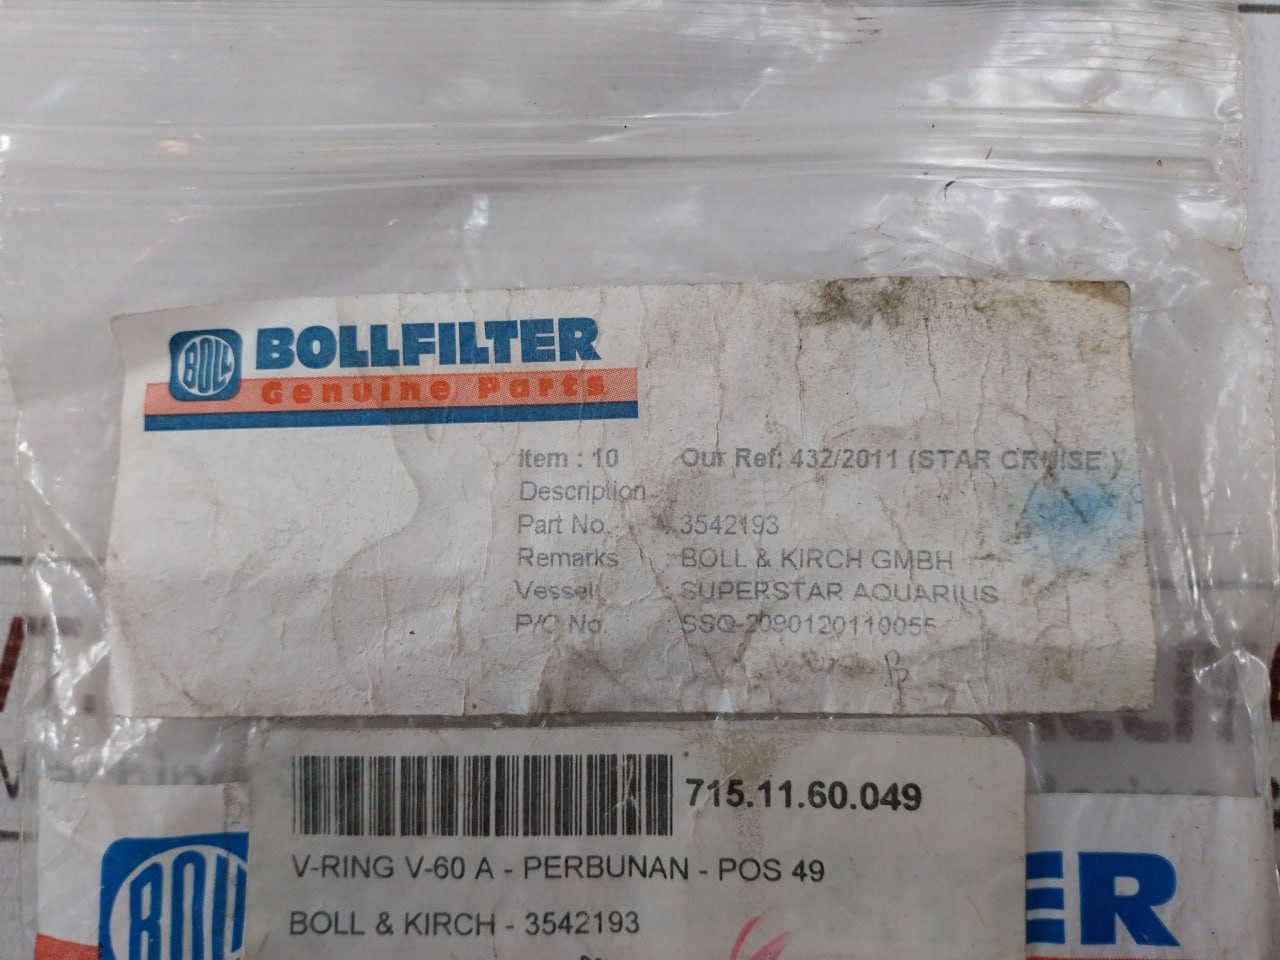 BOLL
BOLLFILTER
Genuine Parts
item : 10 Our Ref: 432/2011 (STAR CRUISE )
Description
Part No. : 3542193
Remarks : BOLL & KIRCH GMBH
Vessel : SUPERSTAR AQUARIUS
P/O No. : SSQ-2090120110055
B
715.11.60.049
V-RING V-60 A - PERBUNAN - POS 49
BOLL & KIRCH - 3542193
BOLL
ER